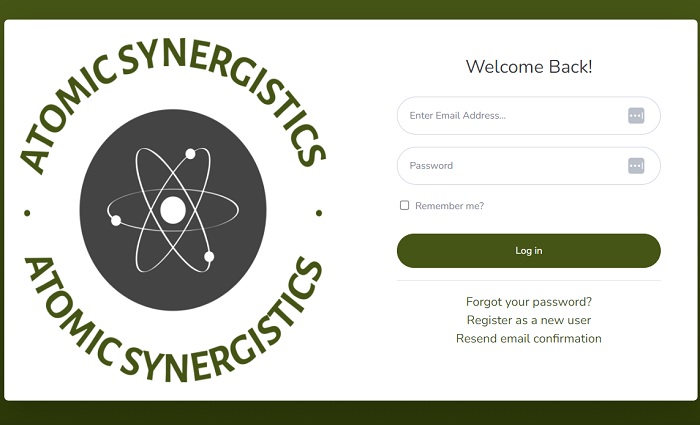 ATOMIC SYNERGISTICS
ATOMIC SYNERGISTICS
Welcome Back!
Enter Email Address...
Password
Remember me?
Log in
Forgot your password?
Register as a new user
Resend email confirmation